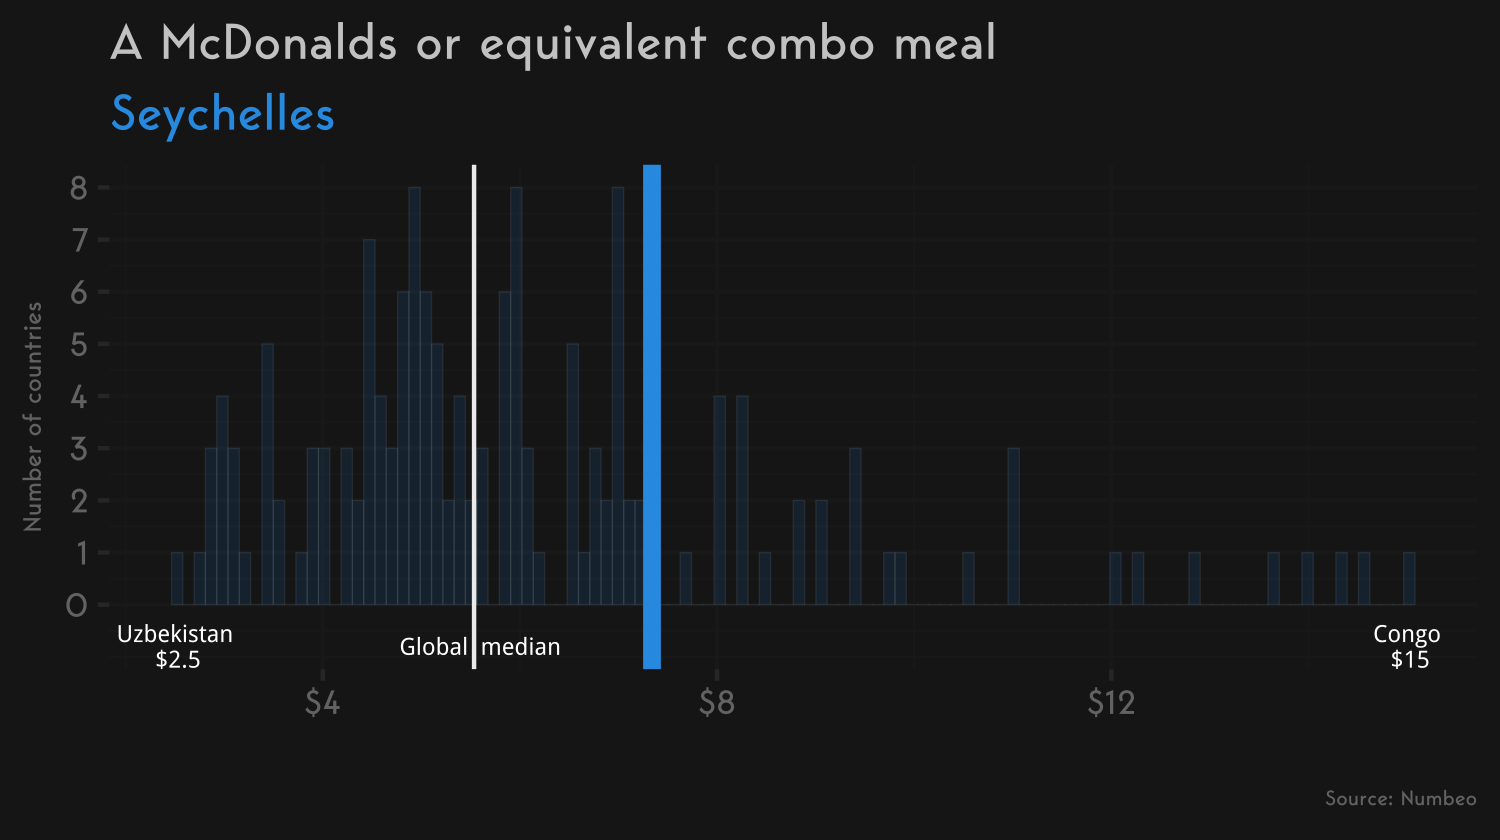 A McDonalds or equivalent combo meal
Seychelles
Number of countries
8
7
6
5
4
3
2
1
0
Uzbekistan
$2.5
Global median
Congo
$15
$4
$8
$12
Source: Numbeo